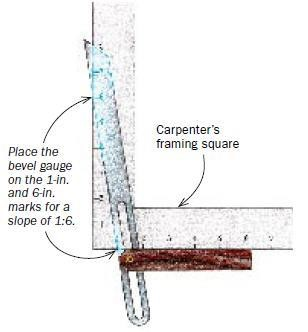 Carpenter's
framing square
Place the
bevel gauge
on the 1-in.
and 6-in.
marks for a
slope of 1:6.